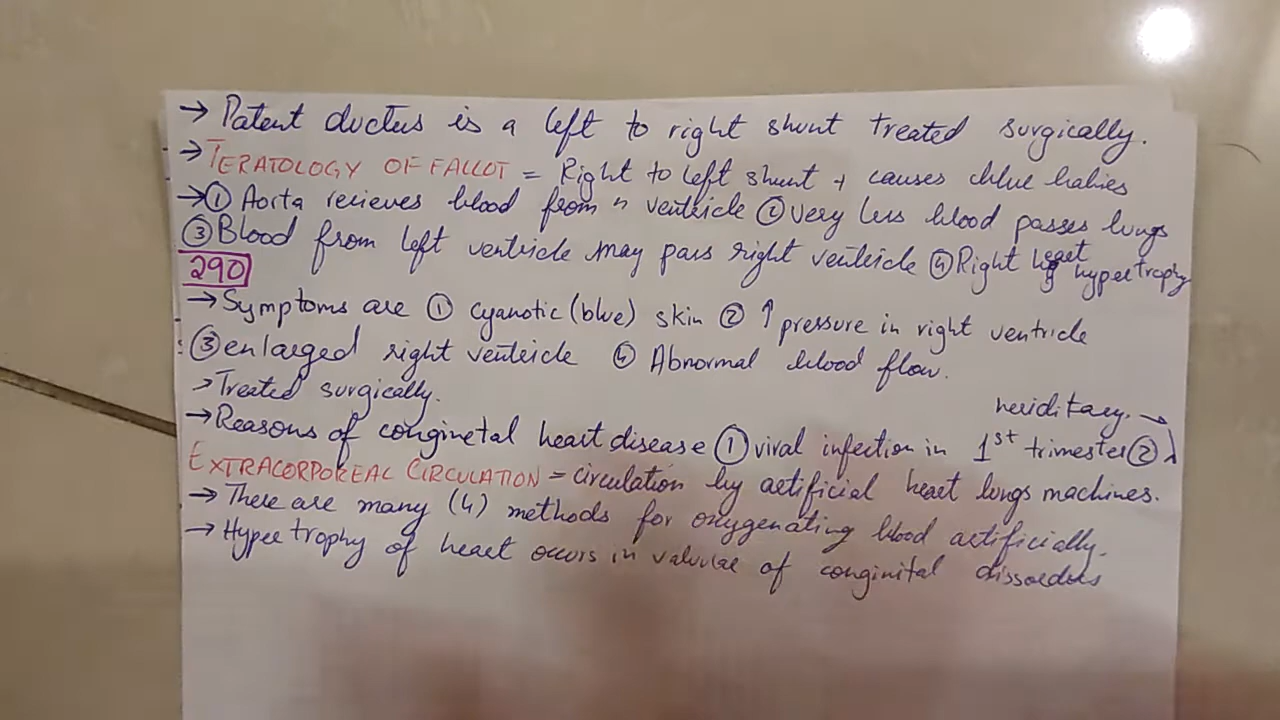 → Patent ductus is a left to right shunt treated surgically.
→ TERATOLOGY OF FALLOT = Right to left shunt + causes blue babies
→ ① Aorta recieves blood from " ventricle ② very less blood passes lungs
③ Blood from left ventricle may pass right ventricle ④ Right heart hypertrophy
290
→ Symptoms are ① cyanotic (blue) skin ② ↑ pressure in right ventricle
③ enlarged right ventricle ④ Abnormal blood flow.
→ Treated surgically.
hereditary. →
→ Reasons of conginetal heart disease ① viral infection in 1st trimester ②
EXTRACORPOREAL CIRCULATION = circulation by artificial heart lungs machines.
→ There are many (4) methods for oxygenating blood artificially.
→ Hypertrophy of heart occurs in valvular of conginital dissorders